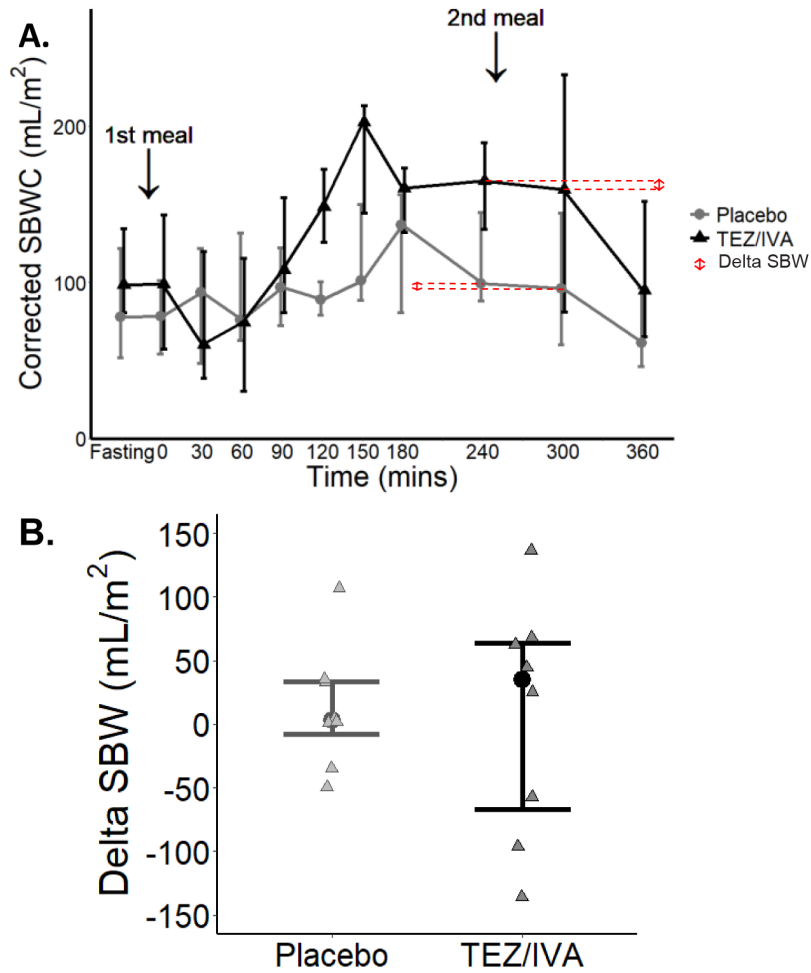 A.
2nd meal
1st meal
Corrected SBWC (mL/m²)
200
100
0
Placebo
TEZ/IVA
Delta SBW
Fasting 0 30 60 90 120 150 180 240 300 360
Time (mins)
B.
Delta SBW (mL/m²)
150
100
50
0
-50
-100
-150
Placebo TEZ/IVA